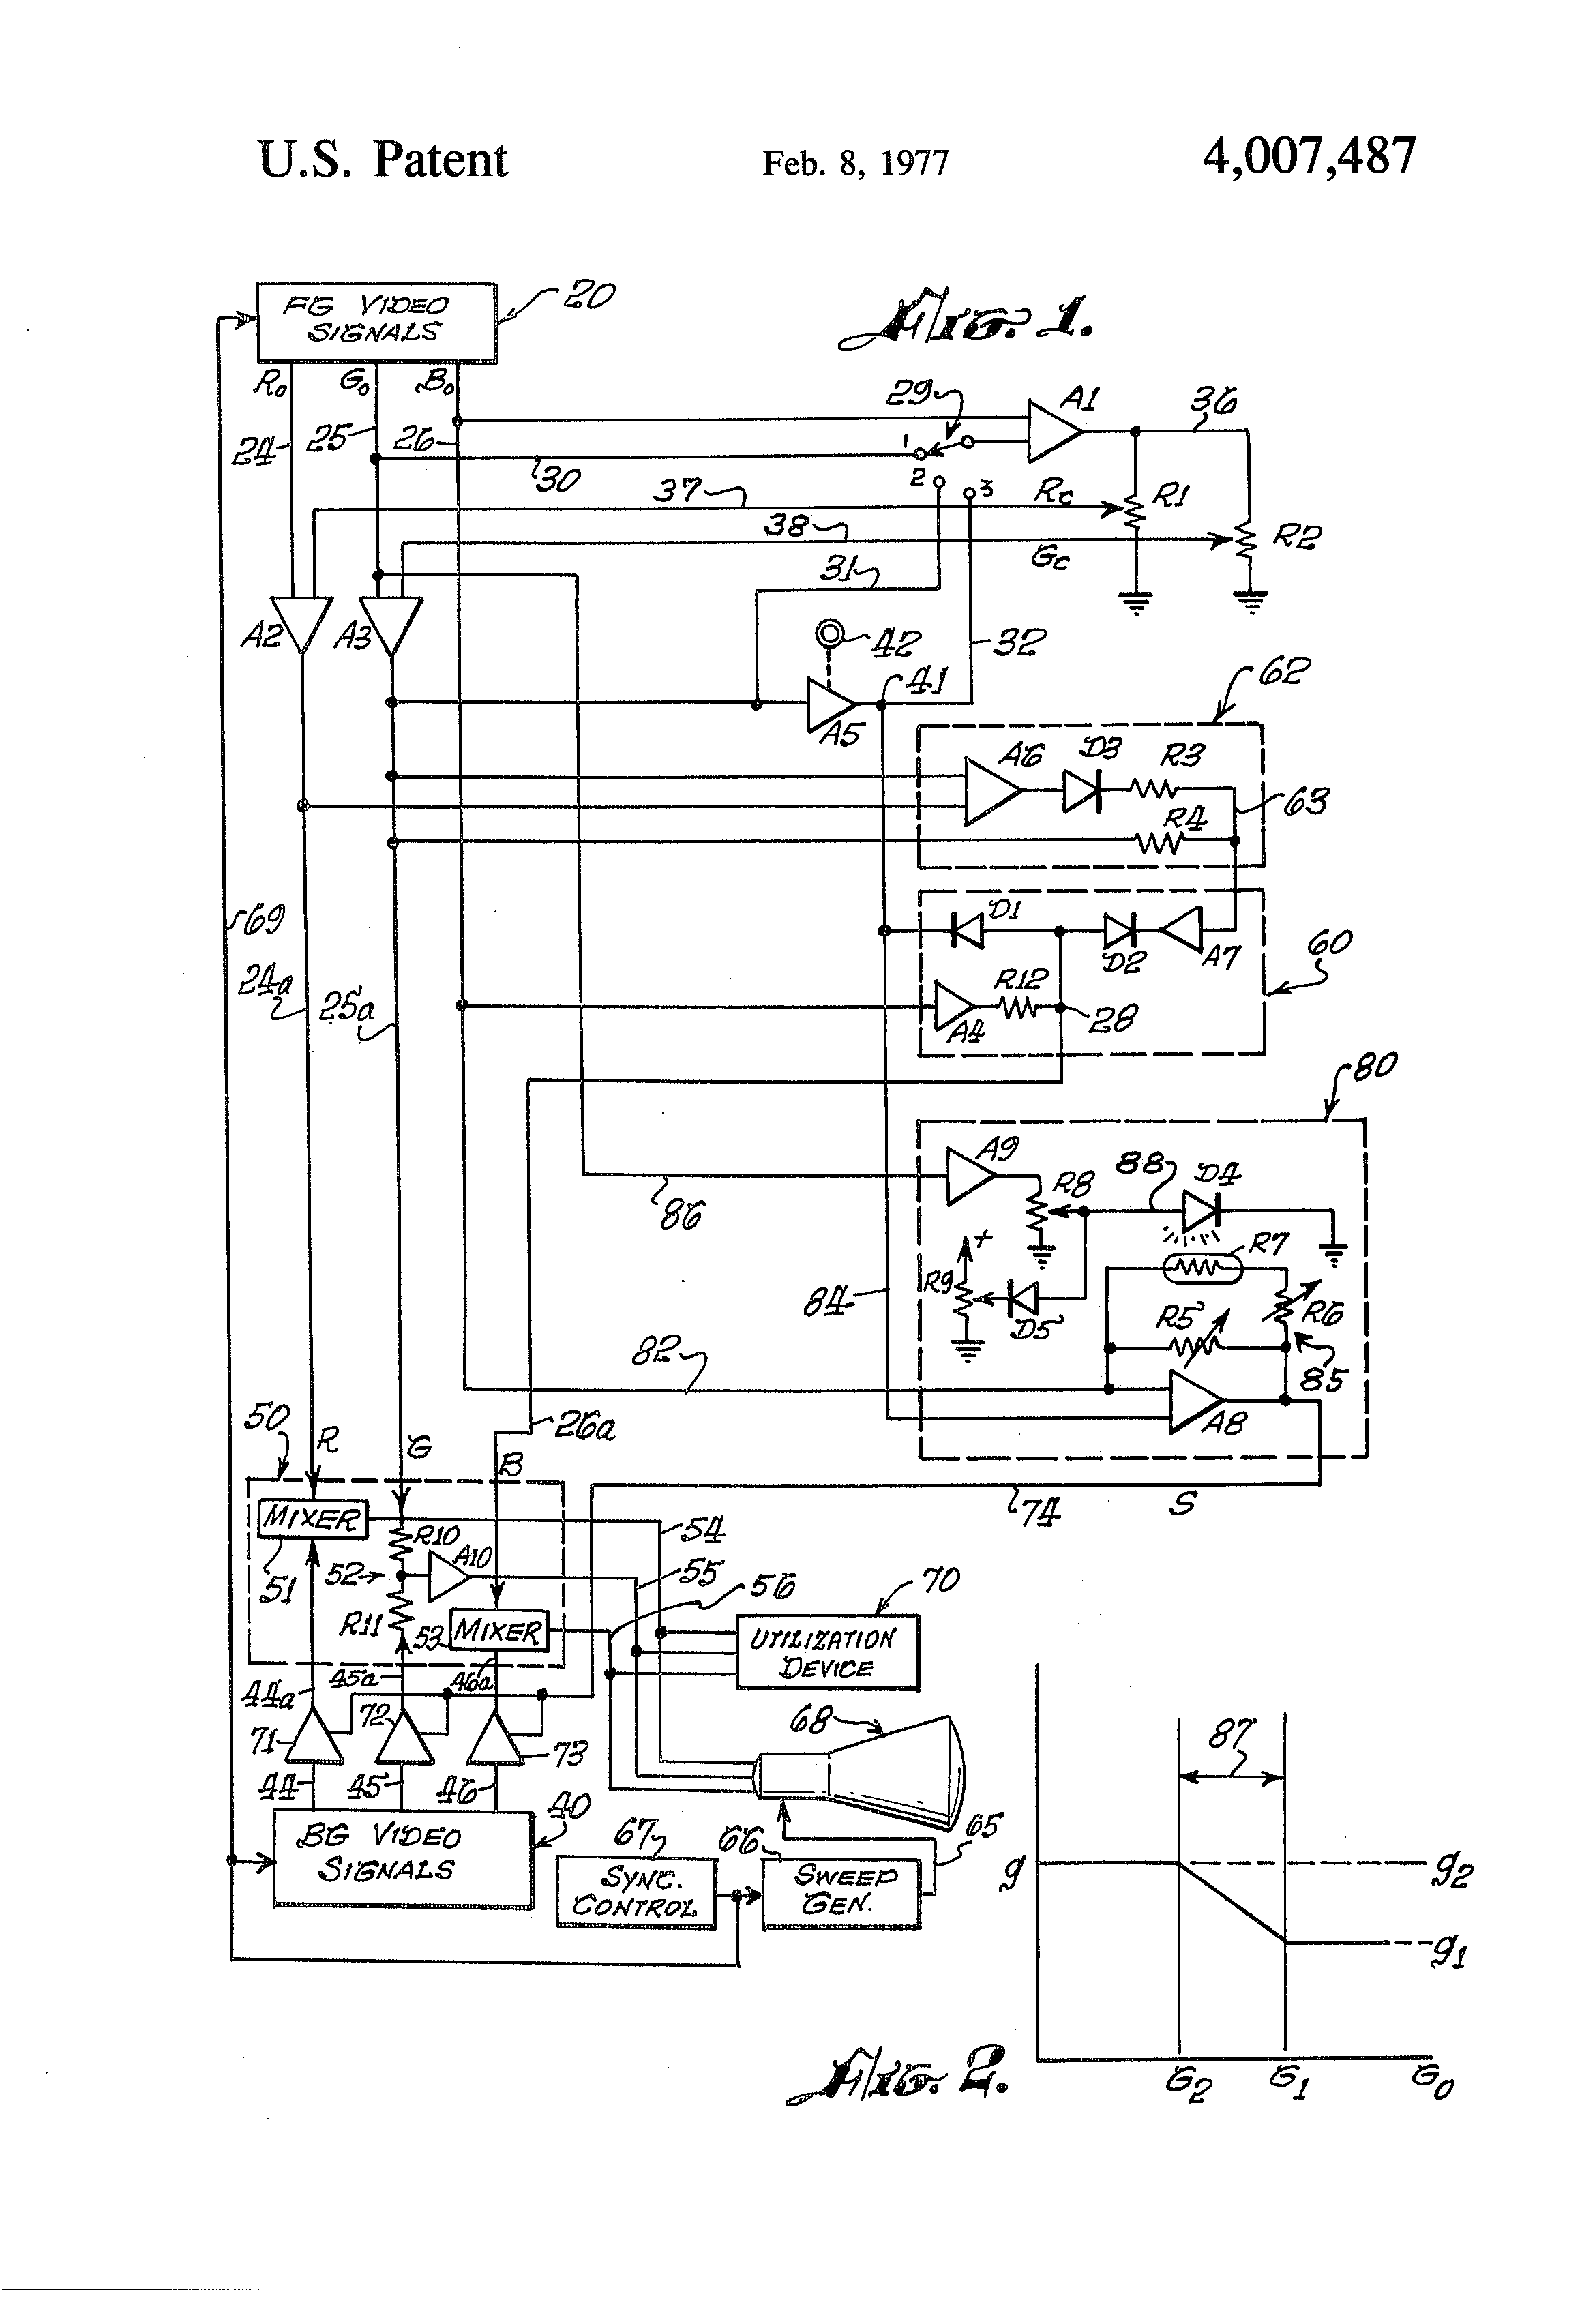 U.S. Patent Feb. 8, 1977 4,007,487
FIG. 1.
FG VIDEO
SIGNALS
20
R0 G0 B0
24 25 26
29
A1
36
1
2
3
30
37
Rc
R1
38
Gc
R2
31
A2
A3
42
32
41
A5
62
A6
D3
R3
63
R4
69
24a
25a
D1
D2
A7
60
R12
A4
28
80
A9
R8
88
D4
86
+
R9
D5
R7
R6
R5
85
84
82
A8
26a
50
R
G
B
S
74
MIXER
51
R10
52
A10
R11
53
MIXER
54
55
56
70
UTILIZATION
DEVICE
44a
45a
46a
71
72
73
68
44
45
46
BG VIDEO
SIGNALS
40
67
SYNC.
CONTROL
66
SWEEP
GEN.
65
87
g
g2
g1
G2
G1
G0
FIG. 2.